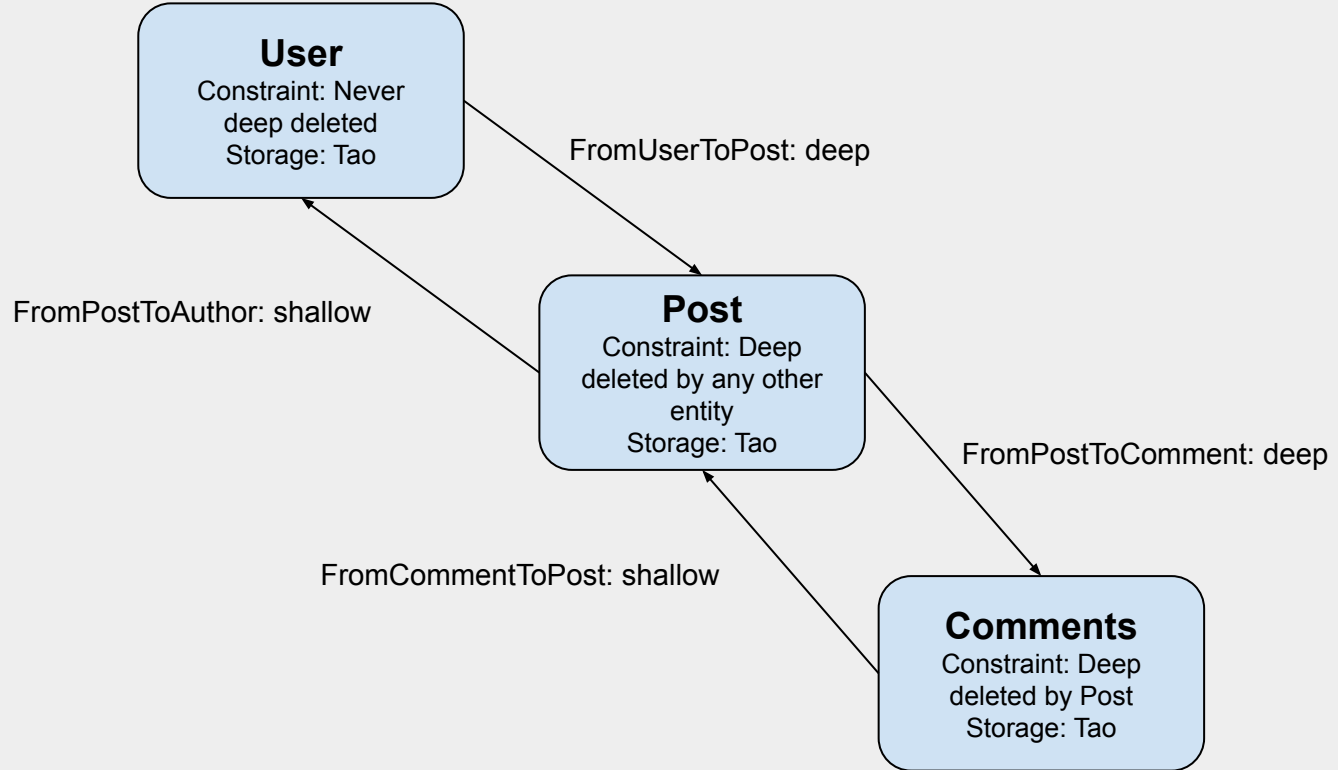 User
Constraint: Never
deep deleted
Storage: Tao
FromUserToPost: deep
FromPostToAuthor: shallow
Post
Constraint: Deep
deleted by any other
entity
Storage: Tao
FromPostToComment: deep
FromCommentToPost: shallow
Comments
Constraint: Deep
deleted by Post
Storage: Tao